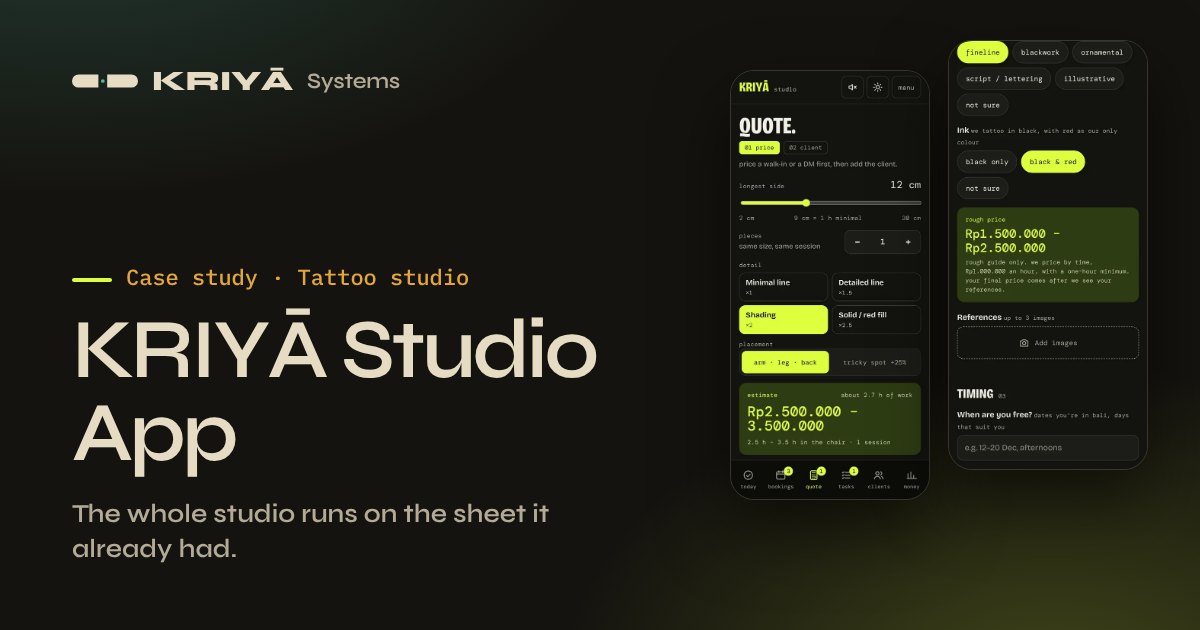 KRIYĀ Systems
Case study · Tattoo studio
KRIYĀ Studio
App
The whole studio runs on the sheet it
already had.
KRIYĀ studio
menu
QUOTE.
01 price
02 client
price a walk-in or a DM first, then add the client.
longest side
12 cm
2 cm
9 cm = 1 h minimal
30 cm
pieces
same size, same session
− 1 +
detail
Minimal line
×1
Detailed line
×1.5
Shading
×2
Solid / red fill
×2.5
placement
arm · leg · back
tricky spot +25%
estimate
about 2.7 h of work
Rp2.500.000 –
3.500.000
2.5 h – 3.5 h in the chair · 1 session
today
bookings
quote
tasks
clients
money
fineline
blackwork
ornamental
script / lettering
illustrative
not sure
Ink we tattoo in black, with red as our only
colour
black only
black & red
not sure
rough price
Rp1.500.000 –
Rp2.500.000
rough guide only. we price by time,
Rp1.000.000 an hour, with a one-hour minimum.
your final price comes after we see your
references.
References up to 3 images
Add images
TIMING 03
When are you free? dates you're in bali, days
that suit you
e.g. 12–20 Dec, afternoons